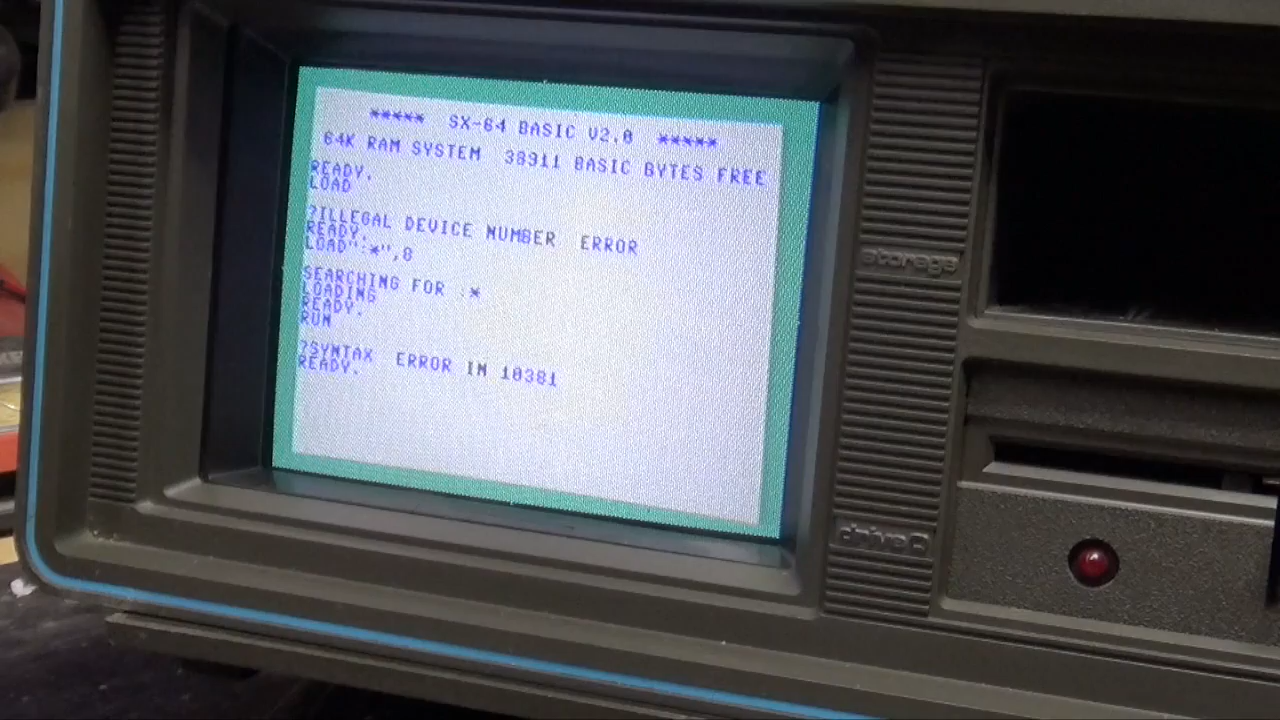 ***** SX-64 BASIC V2.0 *****
64K RAM SYSTEM 38911 BASIC BYTES FREE
READY.
LOAD
?ILLEGAL DEVICE NUMBER ERROR
READY.
LOAD":*",8
SEARCHING FOR :*
LOADING
READY.
RUN
?SYNTAX ERROR IN 10381
READY.
storage
drive A